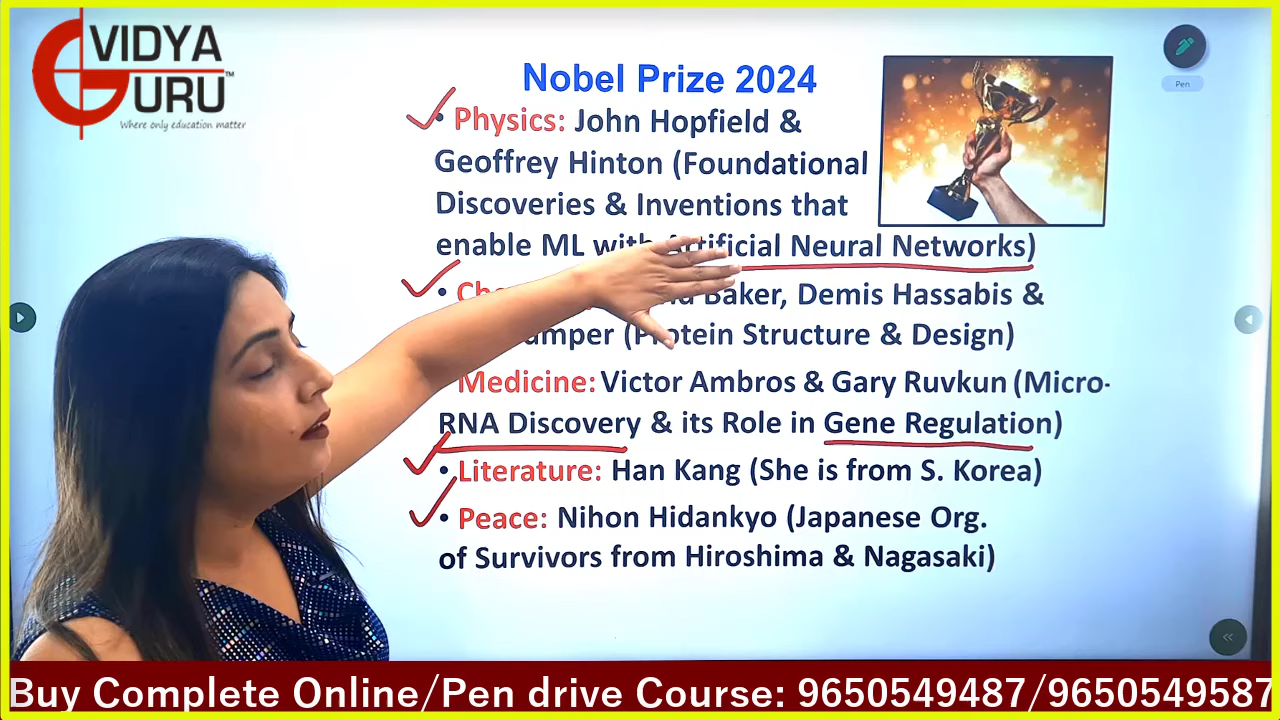 VIDYA
GURU™
Where only education matter
Nobel Prize 2024
Pen
• Physics: John Hopfield &
Geoffrey Hinton (Foundational
Discoveries & Inventions that
enable ML with Artificial Neural Networks)
• Baker, Demis Hassabis &
(Protein Structure & Design)
Medicine: Victor Ambros & Gary Ruvkun (Micro-
RNA Discovery & its Role in Gene Regulation)
• Literature: Han Kang (She is from S. Korea)
• Peace: Nihon Hidankyo (Japanese Org.
of Survivors from Hiroshima & Nagasaki)
Buy Complete Online/Pen drive Course: 9650549487/9650549587